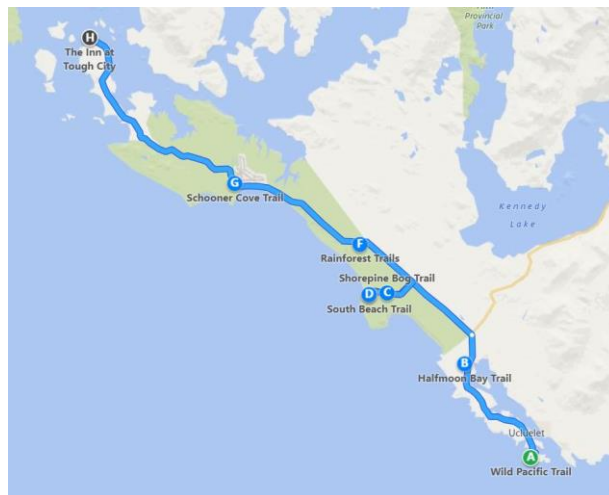 Provincial
Park
H
The Inn at
Tough City
G
Schooner Cove Trail
Kennedy
Lake
F
Rainforest Trails
Shorepine Bog Trail
D
C
South Beach Trail
B
Halfmoon Bay Trail
Ucluelet
A
Wild Pacific Trail